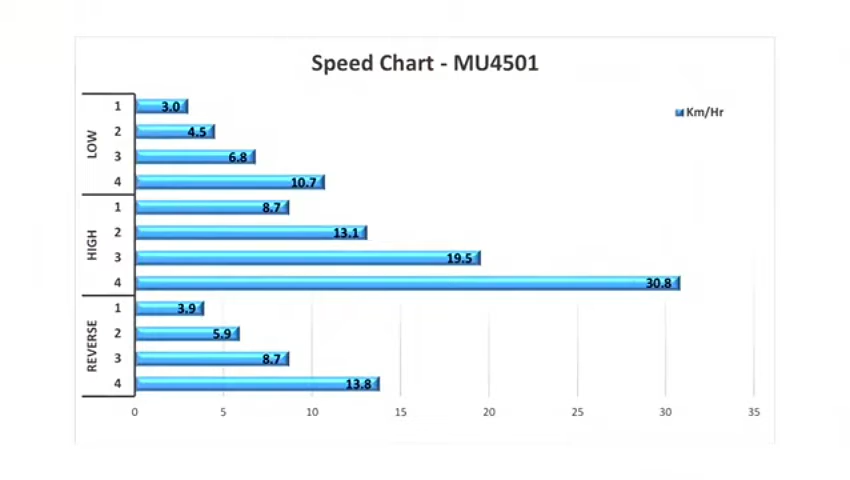 Speed Chart - MU4501
Km/Hr
LOW
1 3.0
2 4.5
3 6.8
4 10.7
HIGH
1 8.7
2 13.1
3 19.5
4 30.8
REVERSE
1 3.9
2 5.9
3 8.7
4 13.8
0 5 10 15 20 25 30 35